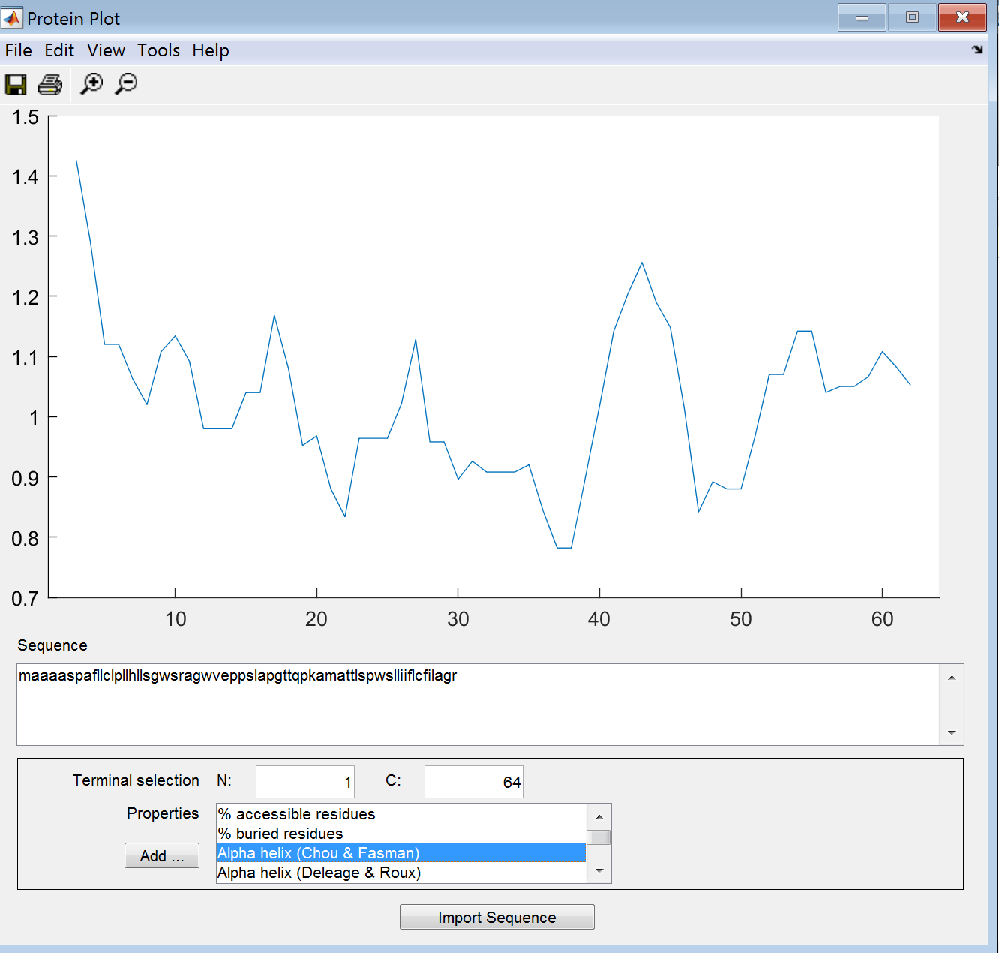 Protein Plot
File Edit View Tools Help
1.5
1.4
1.3
1.2
1.1
1
0.9
0.8
0.7
10 20 30 40 50 60
Sequence
maaaaspafllclpllhllsgwsragwveppslapgttqpkamattlspwslliiflcfilagr
Terminal selection N: 1 C: 64
Properties
% accessible residues
% buried residues
Alpha helix (Chou & Fasman)
Add ...
Alpha helix (Deleage & Roux)
Import Sequence